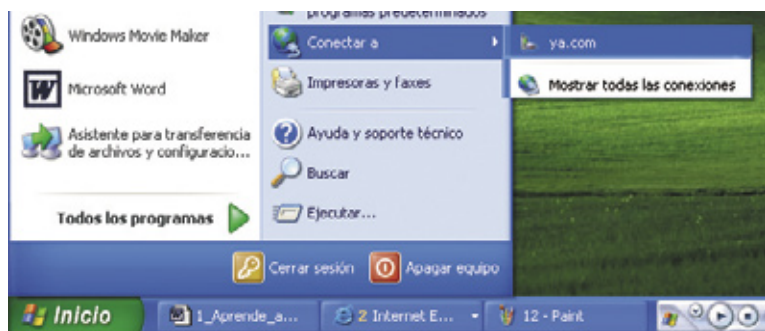 Windows Movie Maker
Microsoft Word
Asistente para transferencia
de archivos y configuracio...
Todos los programas
programas predeterminados
Conectar a
Impresoras y faxes
Ayuda y soporte técnico
Buscar
Ejecutar...
ya.com
Mostrar todas las conexiones
Cerrar sesión
Apagar equipo
Inicio
1_Aprende_a...
2 Internet E...
12 - Paint